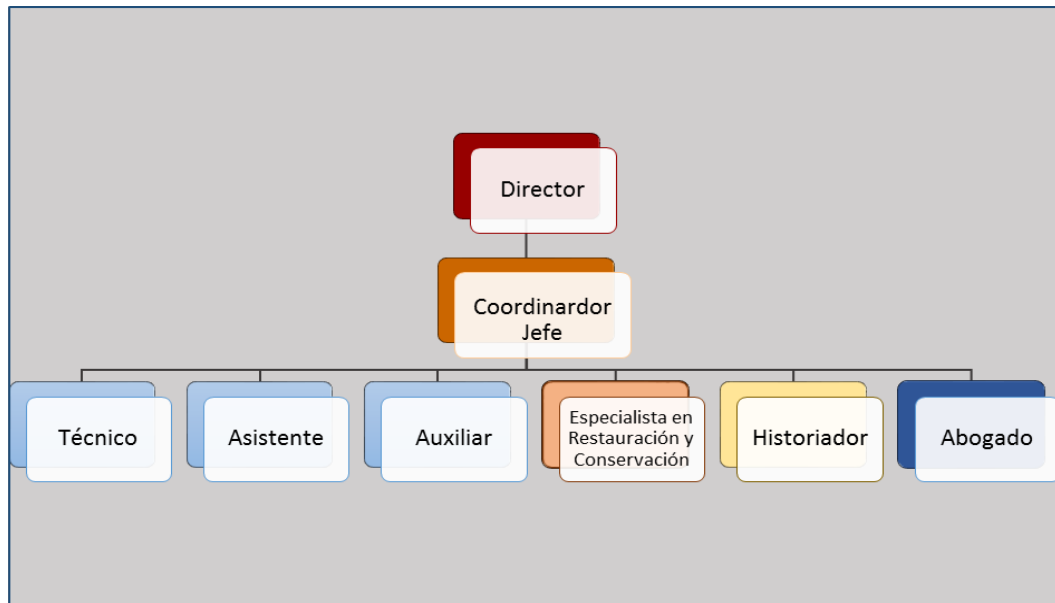 Director
Coordinardor
Jefe
Técnico
Asistente
Auxiliar
Especialista en
Restauración y
Conservación
Historiador
Abogado